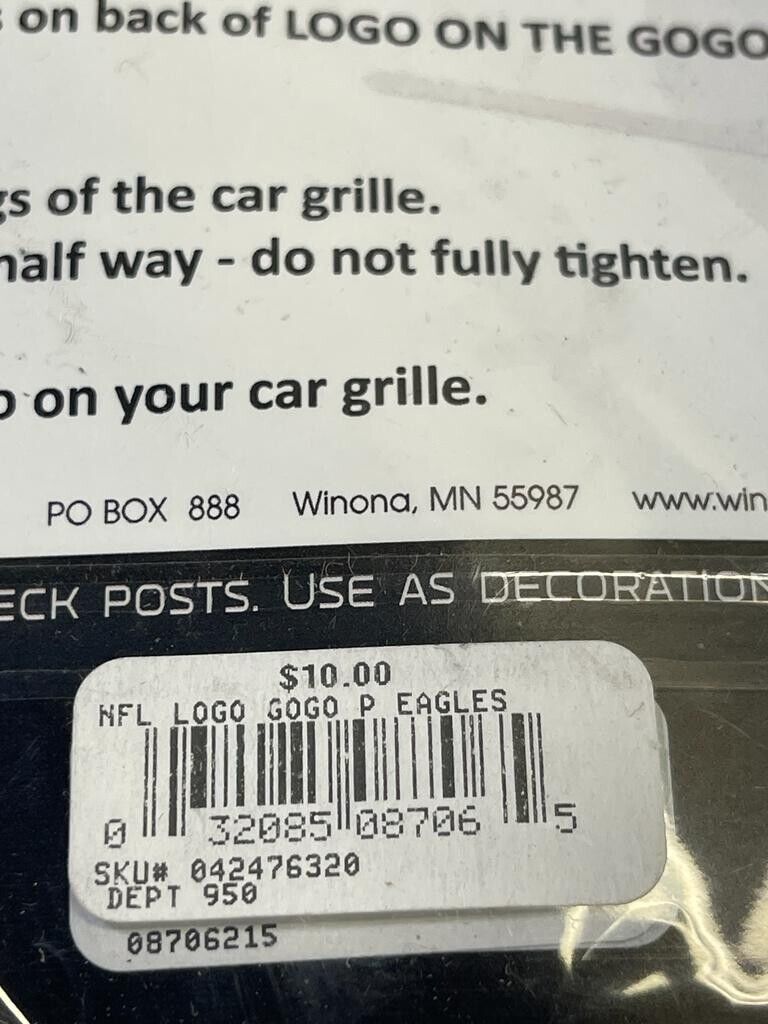 on back of LOGO ON THE GOGO
of the car grille.
half way - do not fully tighten.
on your car grille.
PO BOX 888 Winona, MN 55987 www.win
ECK POSTS. USE AS DECORATION
$10.00
NFL LOGO GOGO P EAGLES
0 32085 08706 5
SKU# 042476320
DEPT 950
08706215